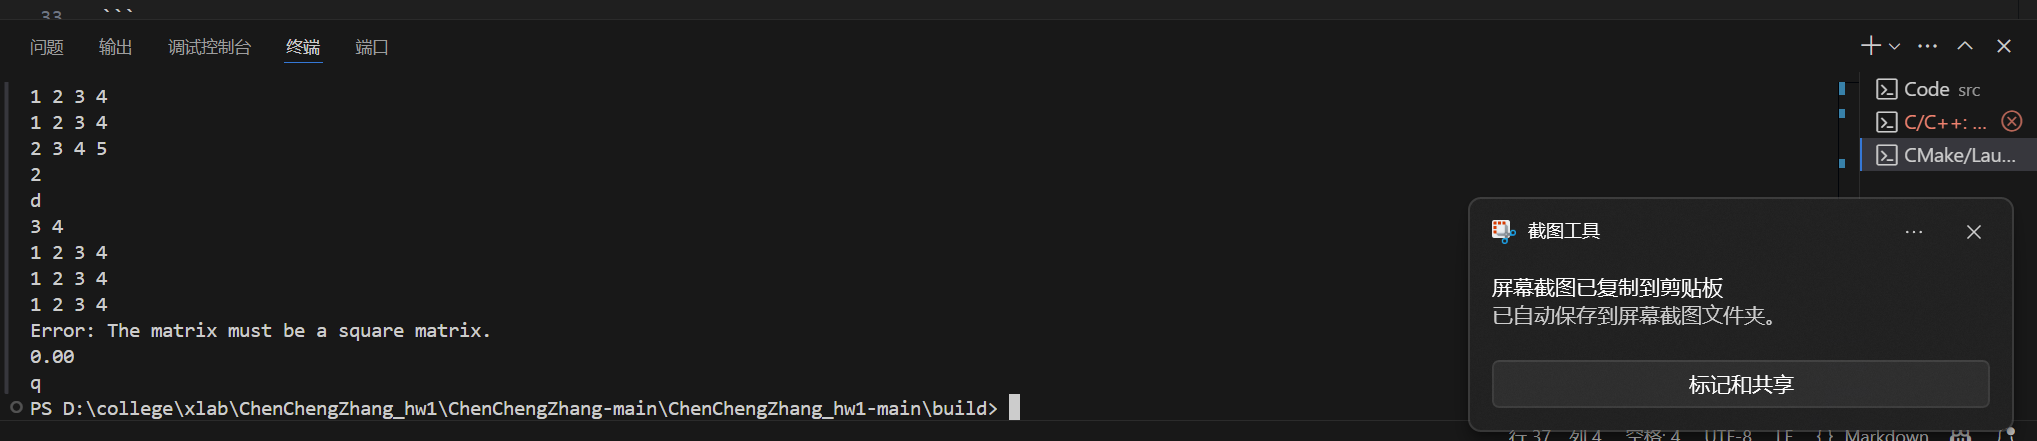 33 ```
问题 输出 调试控制台 终端 端口
1 2 3 4
1 2 3 4
2 3 4 5
2
d
3 4
1 2 3 4
1 2 3 4
1 2 3 4
Error: The matrix must be a square matrix.
0.00
q
PS D:\college\xlab\ChenChengZhang_hw1\ChenChengZhang-main\ChenChengZhang_hw1-main\build>
Code src
C/C++: ...
CMake/Lau...
截图工具
屏幕截图已复制到剪贴板
已自动保存到屏幕截图文件夹。
标记和共享
行 37, 列 4 空格: 4 UTF-8 LF {} Markdown